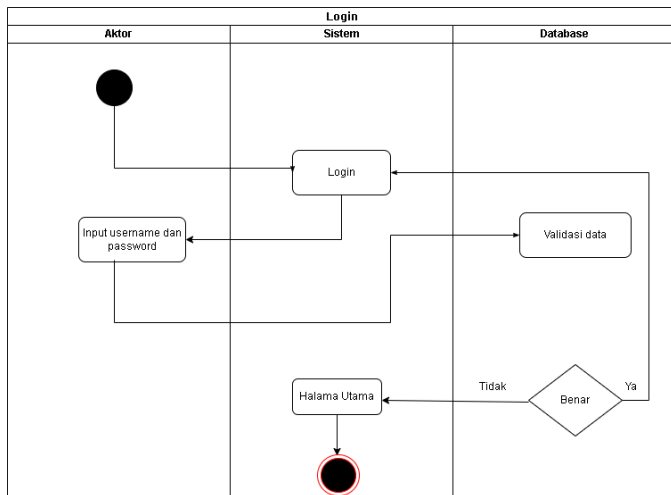 Login
Aktor
Sistem
Database
Login
Input username dan
password
Validasi data
Halama Utama
Tidak
Benar
Ya